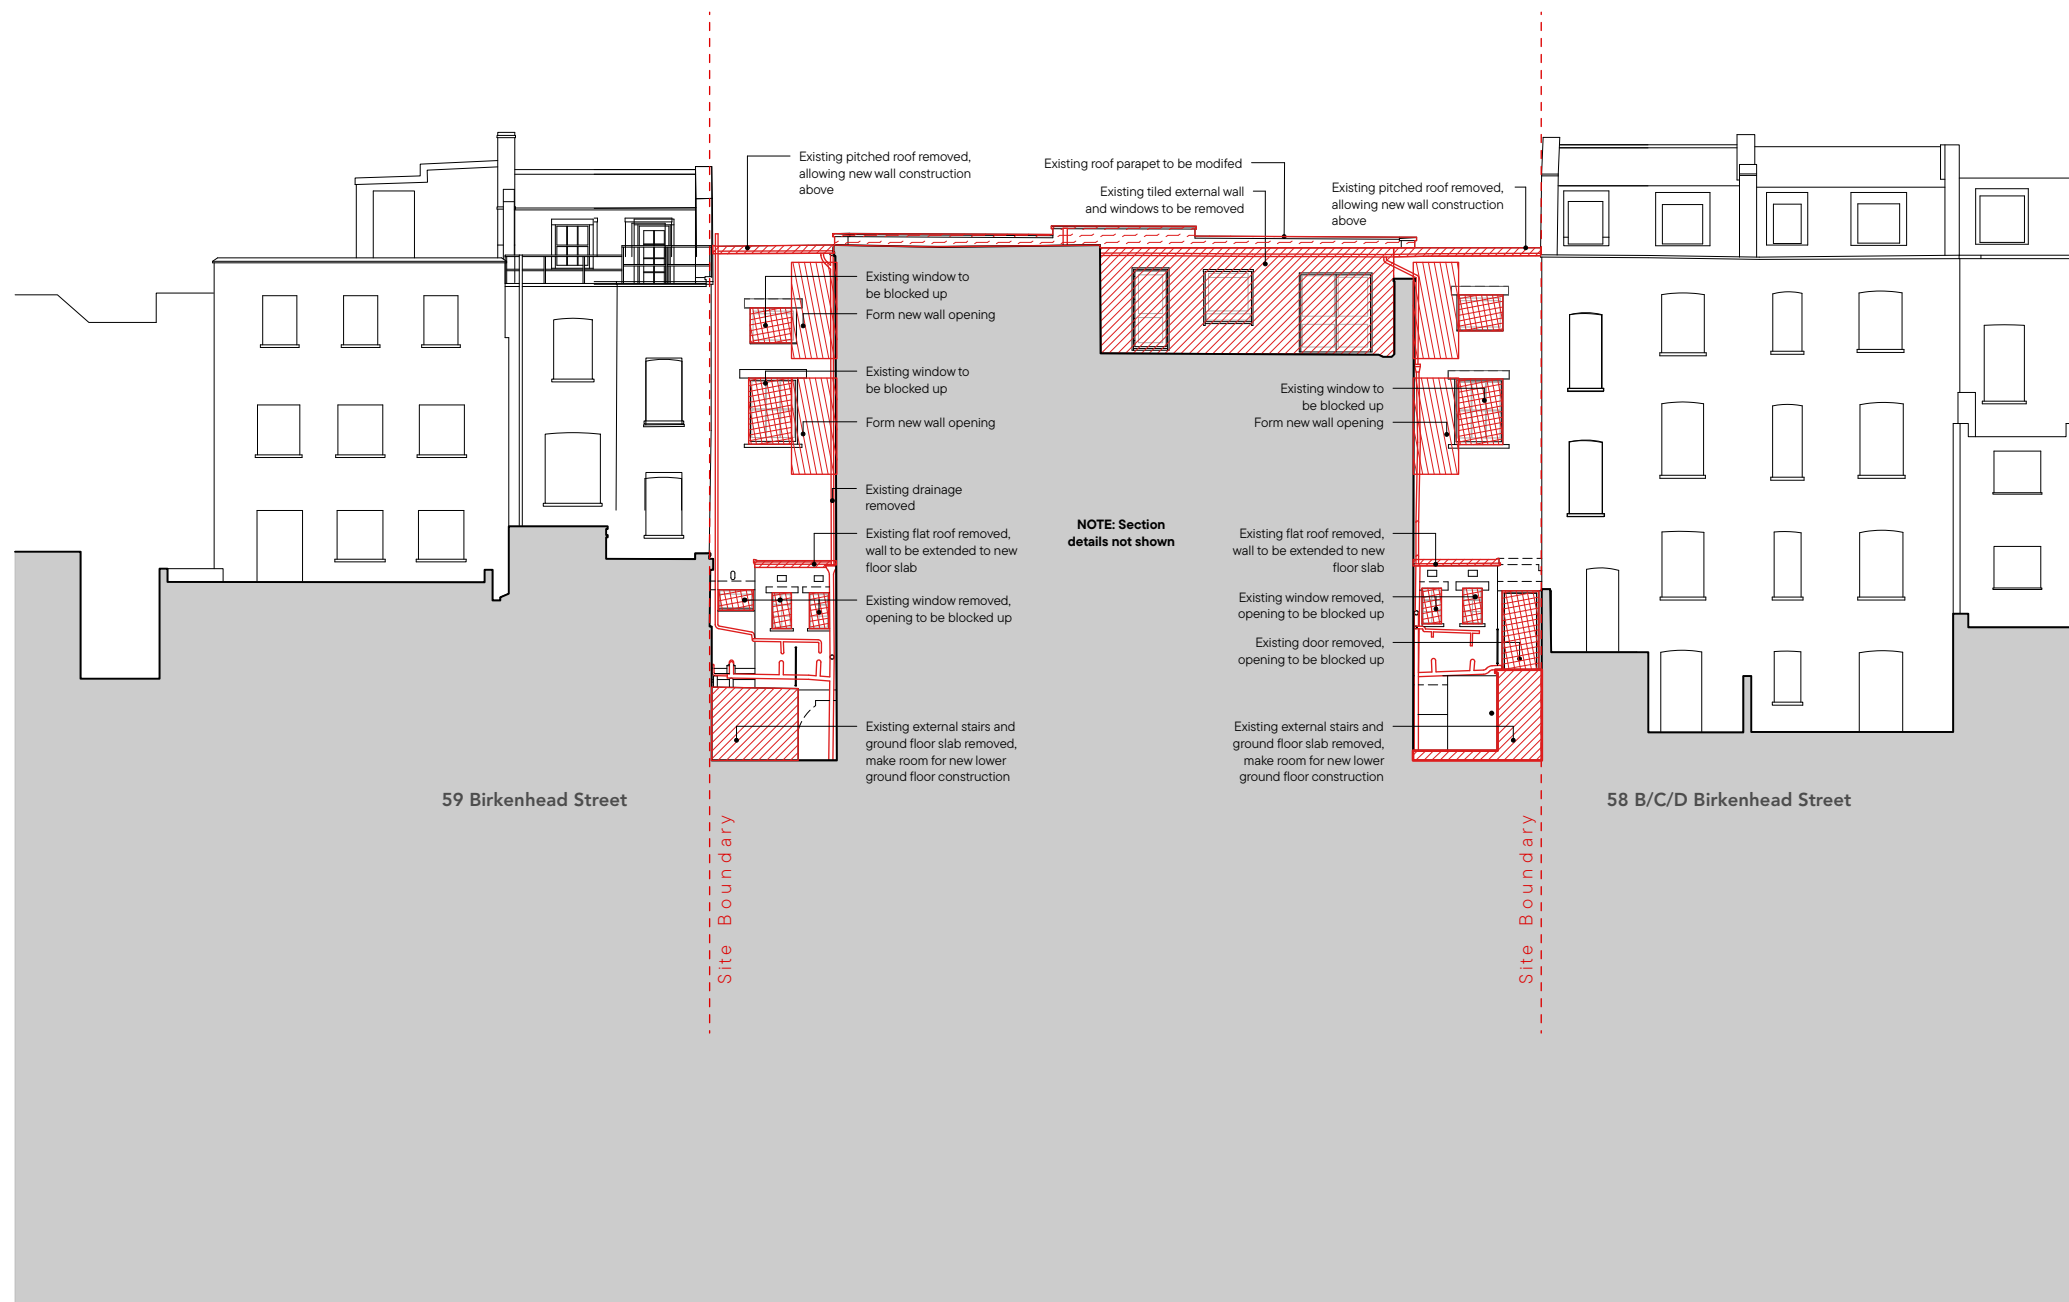 Existing pitched roof removed,
allowing new wall construction
above
Existing roof parapet to be modifed
Existing tiled external wall
and windows to be removed
Existing pitched roof removed,
allowing new wall construction
above
Existing window to
be blocked up
Form new wall opening
Existing window to
be blocked up
Form new wall opening
Existing drainage
removed
Existing flat roof removed,
wall to be extended to new
floor slab
Existing window removed,
opening to be blocked up
Existing external stairs and
ground floor slab removed,
make room for new lower
ground floor construction
NOTE: Section
details not shown
Existing window to
be blocked up
Form new wall opening
Existing flat roof removed,
wall to be extended to new
floor slab
Existing window removed,
opening to be blocked up
Existing door removed,
opening to be blocked up
Existing external stairs and
ground floor slab removed,
make room for new lower
ground floor construction
59 Birkenhead Street
58 B/C/D Birkenhead Street
Site Boundary
Site Boundary